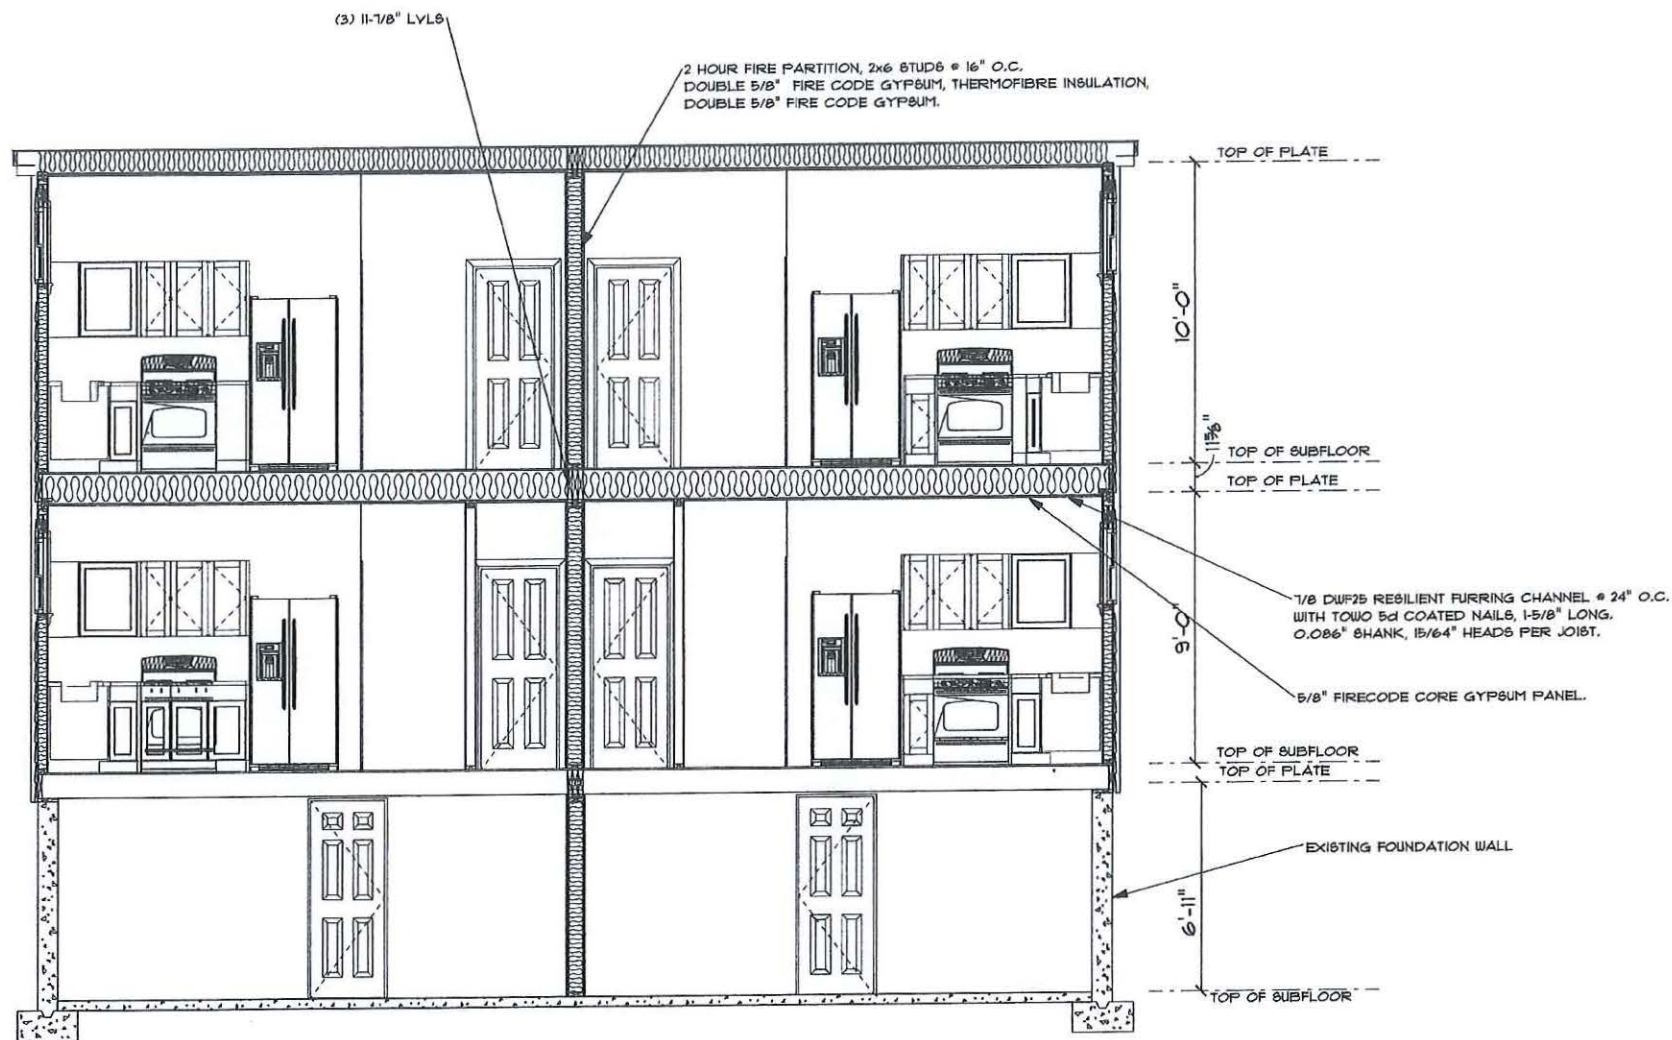 (3) 11-7/8" LVLS
2 HOUR FIRE PARTITION, 2x6 STUDS @ 16" O.C.
DOUBLE 5/8" FIRE CODE GYPSUM, THERMOFIBRE INSULATION,
DOUBLE 5/8" FIRE CODE GYPSUM.
TOP OF PLATE
10'-0"
TOP OF SUBFLOOR
TOP OF PLATE
7/8 DWF25 RESILIENT FURRING CHANNEL @ 24" O.C.
WITH TOWO 5d COATED NAILS, 1-5/8" LONG,
0.086" SHANK, 15/64" HEADS PER JOIST.
9'-0"
5/8" FIRECODE CORE GYPSUM PANEL.
TOP OF SUBFLOOR
TOP OF PLATE
EXISTING FOUNDATION WALL
6'-11"
TOP OF SUBFLOOR